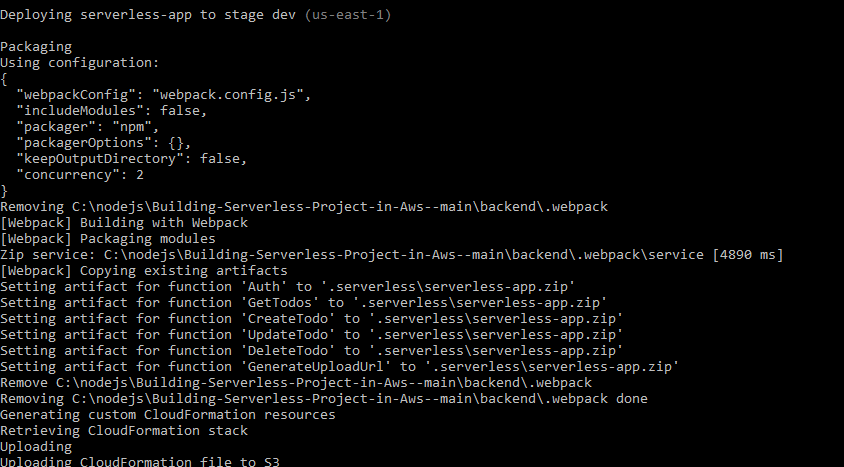 Deploying serverless-app to stage dev (us-east-1)
Packaging
Using configuration:
{
  "webpackConfig": "webpack.config.js",
  "includeModules": false,
  "packager": "npm",
  "packagerOptions": {},
  "keepOutputDirectory": false,
  "concurrency": 2
}
Removing C:\nodejs\Building-Serverless-Project-in-Aws--main\backend\.webpack
[Webpack] Building with Webpack
[Webpack] Packaging modules
Zip service: C:\nodejs\Building-Serverless-Project-in-Aws--main\backend\.webpack\service [4890 ms]
[Webpack] Copying existing artifacts
Setting artifact for function 'Auth' to '.serverless\serverless-app.zip'
Setting artifact for function 'GetTodos' to '.serverless\serverless-app.zip'
Setting artifact for function 'CreateTodo' to '.serverless\serverless-app.zip'
Setting artifact for function 'UpdateTodo' to '.serverless\serverless-app.zip'
Setting artifact for function 'DeleteTodo' to '.serverless\serverless-app.zip'
Setting artifact for function 'GenerateUploadUrl' to '.serverless\serverless-app.zip'
Remove C:\nodejs\Building-Serverless-Project-in-Aws--main\backend\.webpack
Removing C:\nodejs\Building-Serverless-Project-in-Aws--main\backend\.webpack done
Generating custom CloudFormation resources
Retrieving CloudFormation stack
Uploading
Uploading CloudFormation file to S3